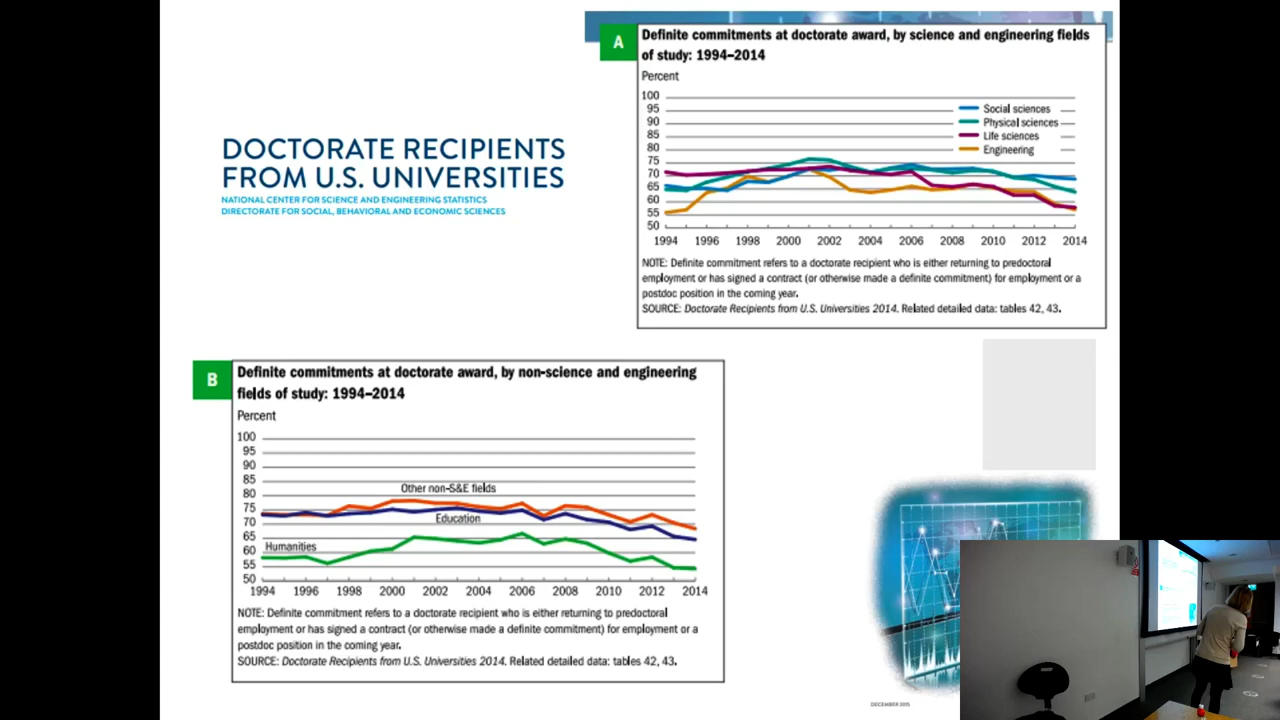 DOCTORATE RECIPIENTS
FROM U.S. UNIVERSITIES
NATIONAL CENTER FOR SCIENCE AND ENGINEERING STATISTICS
DIRECTORATE FOR SOCIAL, BEHAVIORAL AND ECONOMIC SCIENCES
A
Definite commitments at doctorate award, by science and engineering fields
of study: 1994–2014
Percent
100
95
90
85
80
75
70
65
60
55
50
Social sciences
Physical sciences
Life sciences
Engineering
1994 1996 1998 2000 2002 2004 2006 2008 2010 2012 2014
NOTE: Definite commitment refers to a doctorate recipient who is either returning to predoctoral
employment or has signed a contract (or otherwise made a definite commitment) for employment or a
postdoc position in the coming year.
SOURCE: Doctorate Recipients from U.S. Universities 2014. Related detailed data: tables 42, 43.
B
Definite commitments at doctorate award, by non-science and engineering
fields of study: 1994–2014
Percent
100
95
90
85
80
75
70
65
60
55
50
Other non-S&E fields
Education
Humanities
1994 1996 1998 2000 2002 2004 2006 2008 2010 2012 2014
NOTE: Definite commitment refers to a doctorate recipient who is either returning to predoctoral
employment or has signed a contract (or otherwise made a definite commitment) for employment or a
postdoc position in the coming year.
SOURCE: Doctorate Recipients from U.S. Universities 2014. Related detailed data: tables 42, 43.
DECEMBER 2015